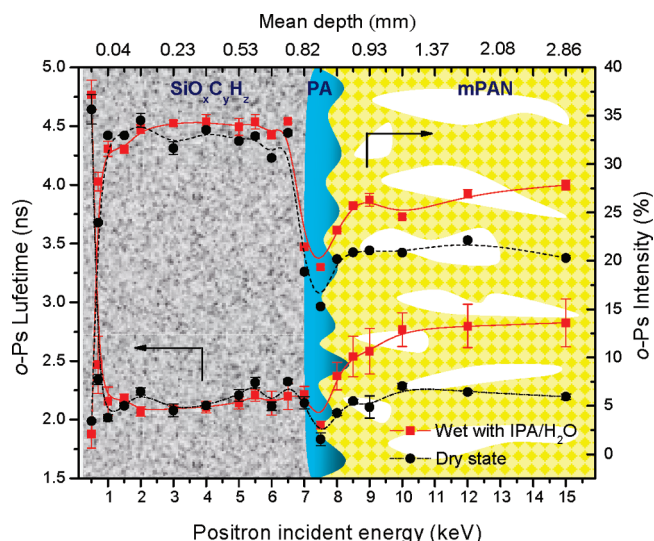 Mean depth (mm)
0.04 0.23 0.53 0.82 0.93 1.37 2.08 2.86
5.0 4.5 4.0 3.5 3.0 2.5 2.0 1.5
o-Ps Lufetime (ns)
SiOxCyHz PA mPAN
40 35 30 25 20 15 10 5 0
o-Ps Intensity (%)
Wet with IPA/H2O
Dry state
0 1 2 3 4 5 6 7 8 9 10 11 12 13 14 15
Positron incident energy (keV)